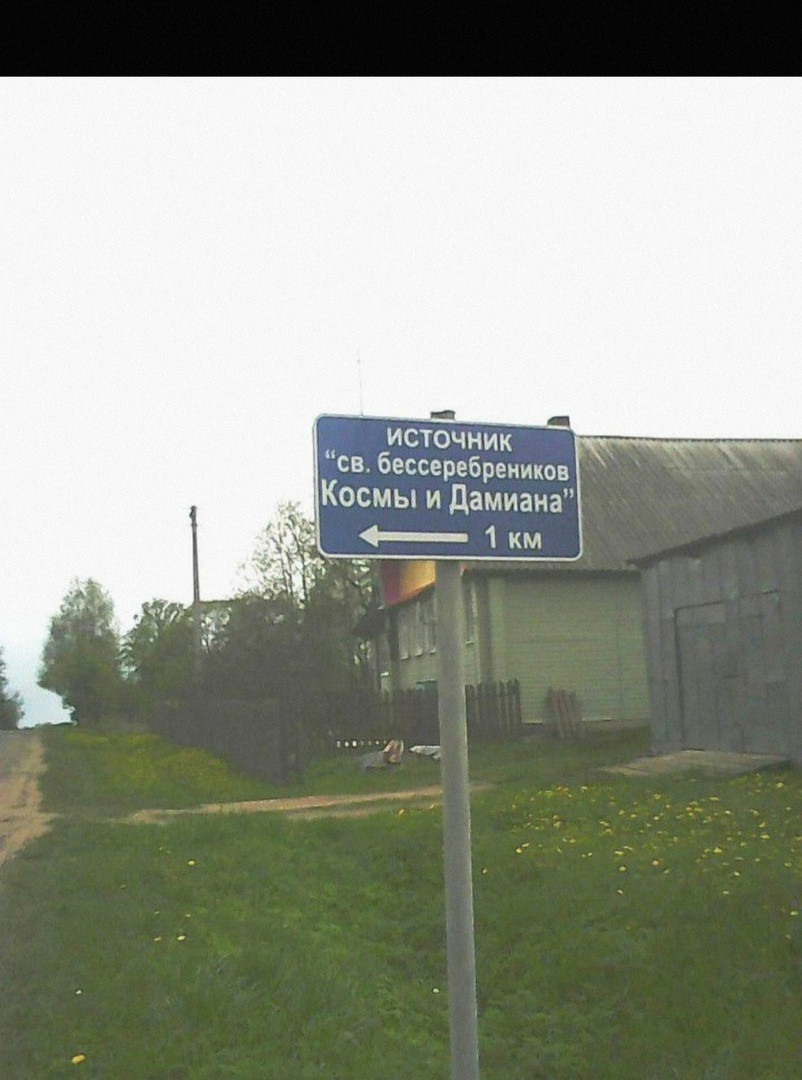 источник
“св. бессеребреников
Космы и Дамиана”
1 км